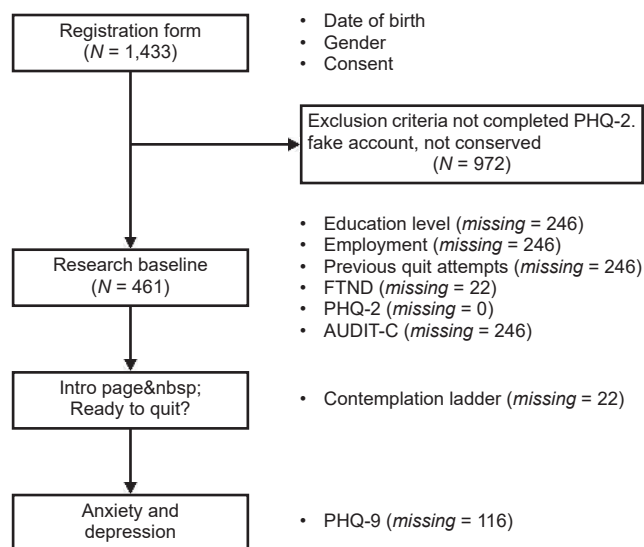 Registration form
(N = 1,433)
• Date of birth
• Gender
• Consent
Exclusion criteria not completed PHQ-2.
fake account, not conserved
(N = 972)
Research baseline
(N = 461)
• Education level (missing = 246)
• Employment (missing = 246)
• Previous quit attempts (missing = 246)
• FTND (missing = 22)
• PHQ-2 (missing = 0)
• AUDIT-C (missing = 246)
Intro page&nbsp;
Ready to quit?
• Contemplation ladder (missing = 22)
Anxiety and
depression
• PHQ-9 (missing = 116)